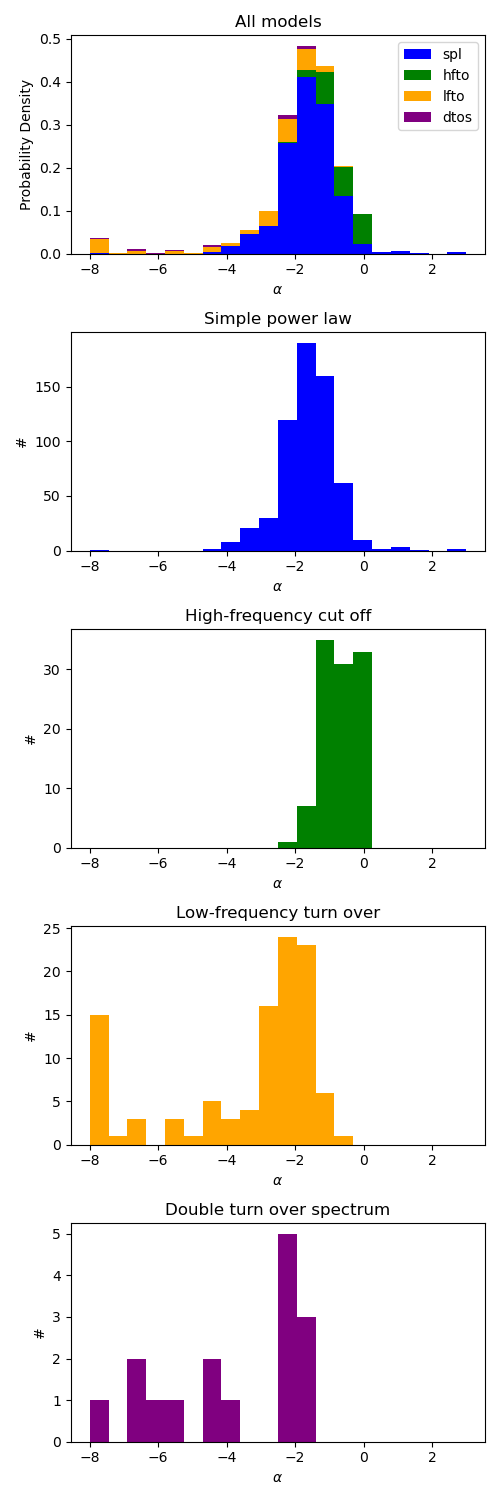 All models
0.5
0.4
0.3
0.2
0.1
0.0
Probability Density
spl
hfto
lfto
dtos
−8 −6 −4 −2 0 2
α
Simple power law
150
100
50
0
#
−8 −6 −4 −2 0 2
α
High-frequency cut off
30
20
10
0
#
−8 −6 −4 −2 0 2
α
Low-frequency turn over
25
20
15
10
5
0
#
−8 −6 −4 −2 0 2
α
Double turn over spectrum
5
4
3
2
1
0
#
−8 −6 −4 −2 0 2
α